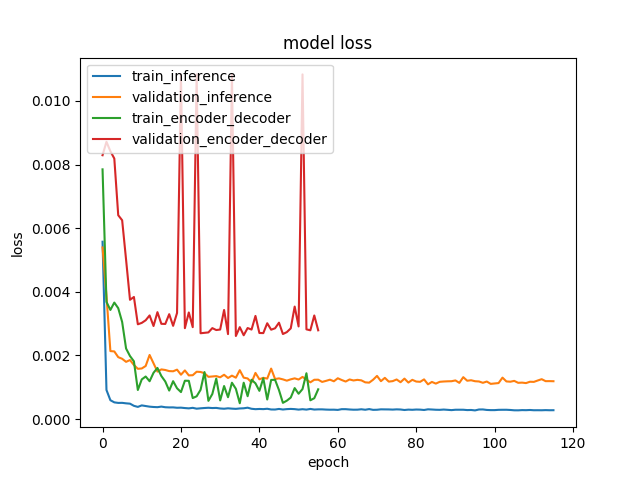 model loss
train_inference
validation_inference
train_encoder_decoder
validation_encoder_decoder
loss
0.010
0.008
0.006
0.004
0.002
0.000
0 20 40 60 80 100 120
epoch